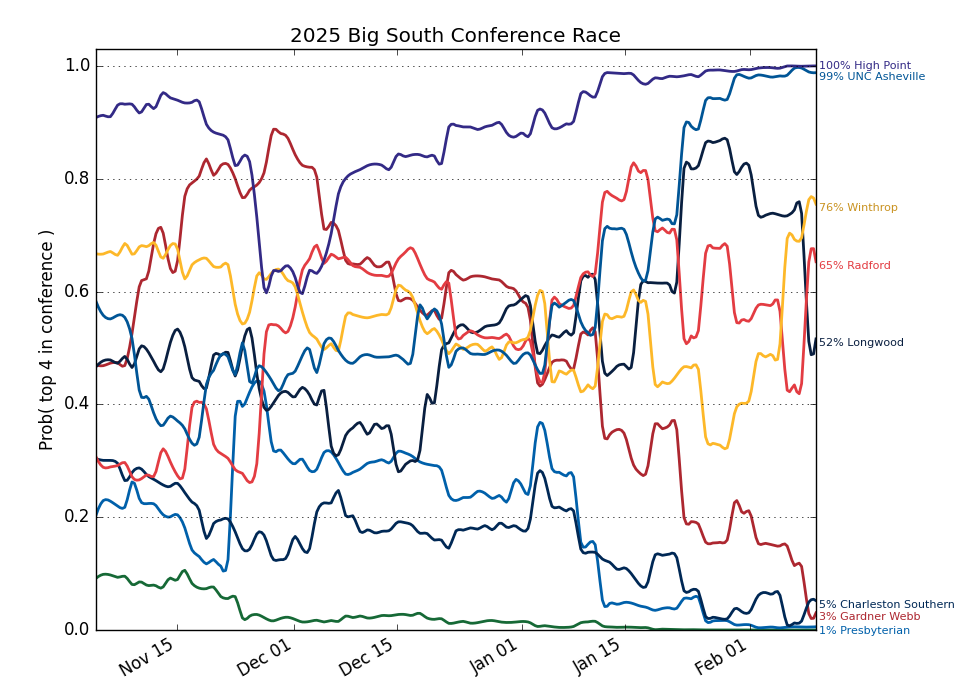 2025 Big South Conference Race
Prob( top 4 in conference )
1.0
0.8
0.6
0.4
0.2
0.0
Nov 15
Dec 01
Dec 15
Jan 01
Jan 15
Feb 01
100% High Point
99% UNC Asheville
76% Winthrop
65% Radford
52% Longwood
5% Charleston Southern
3% Gardner Webb
1% Presbyterian